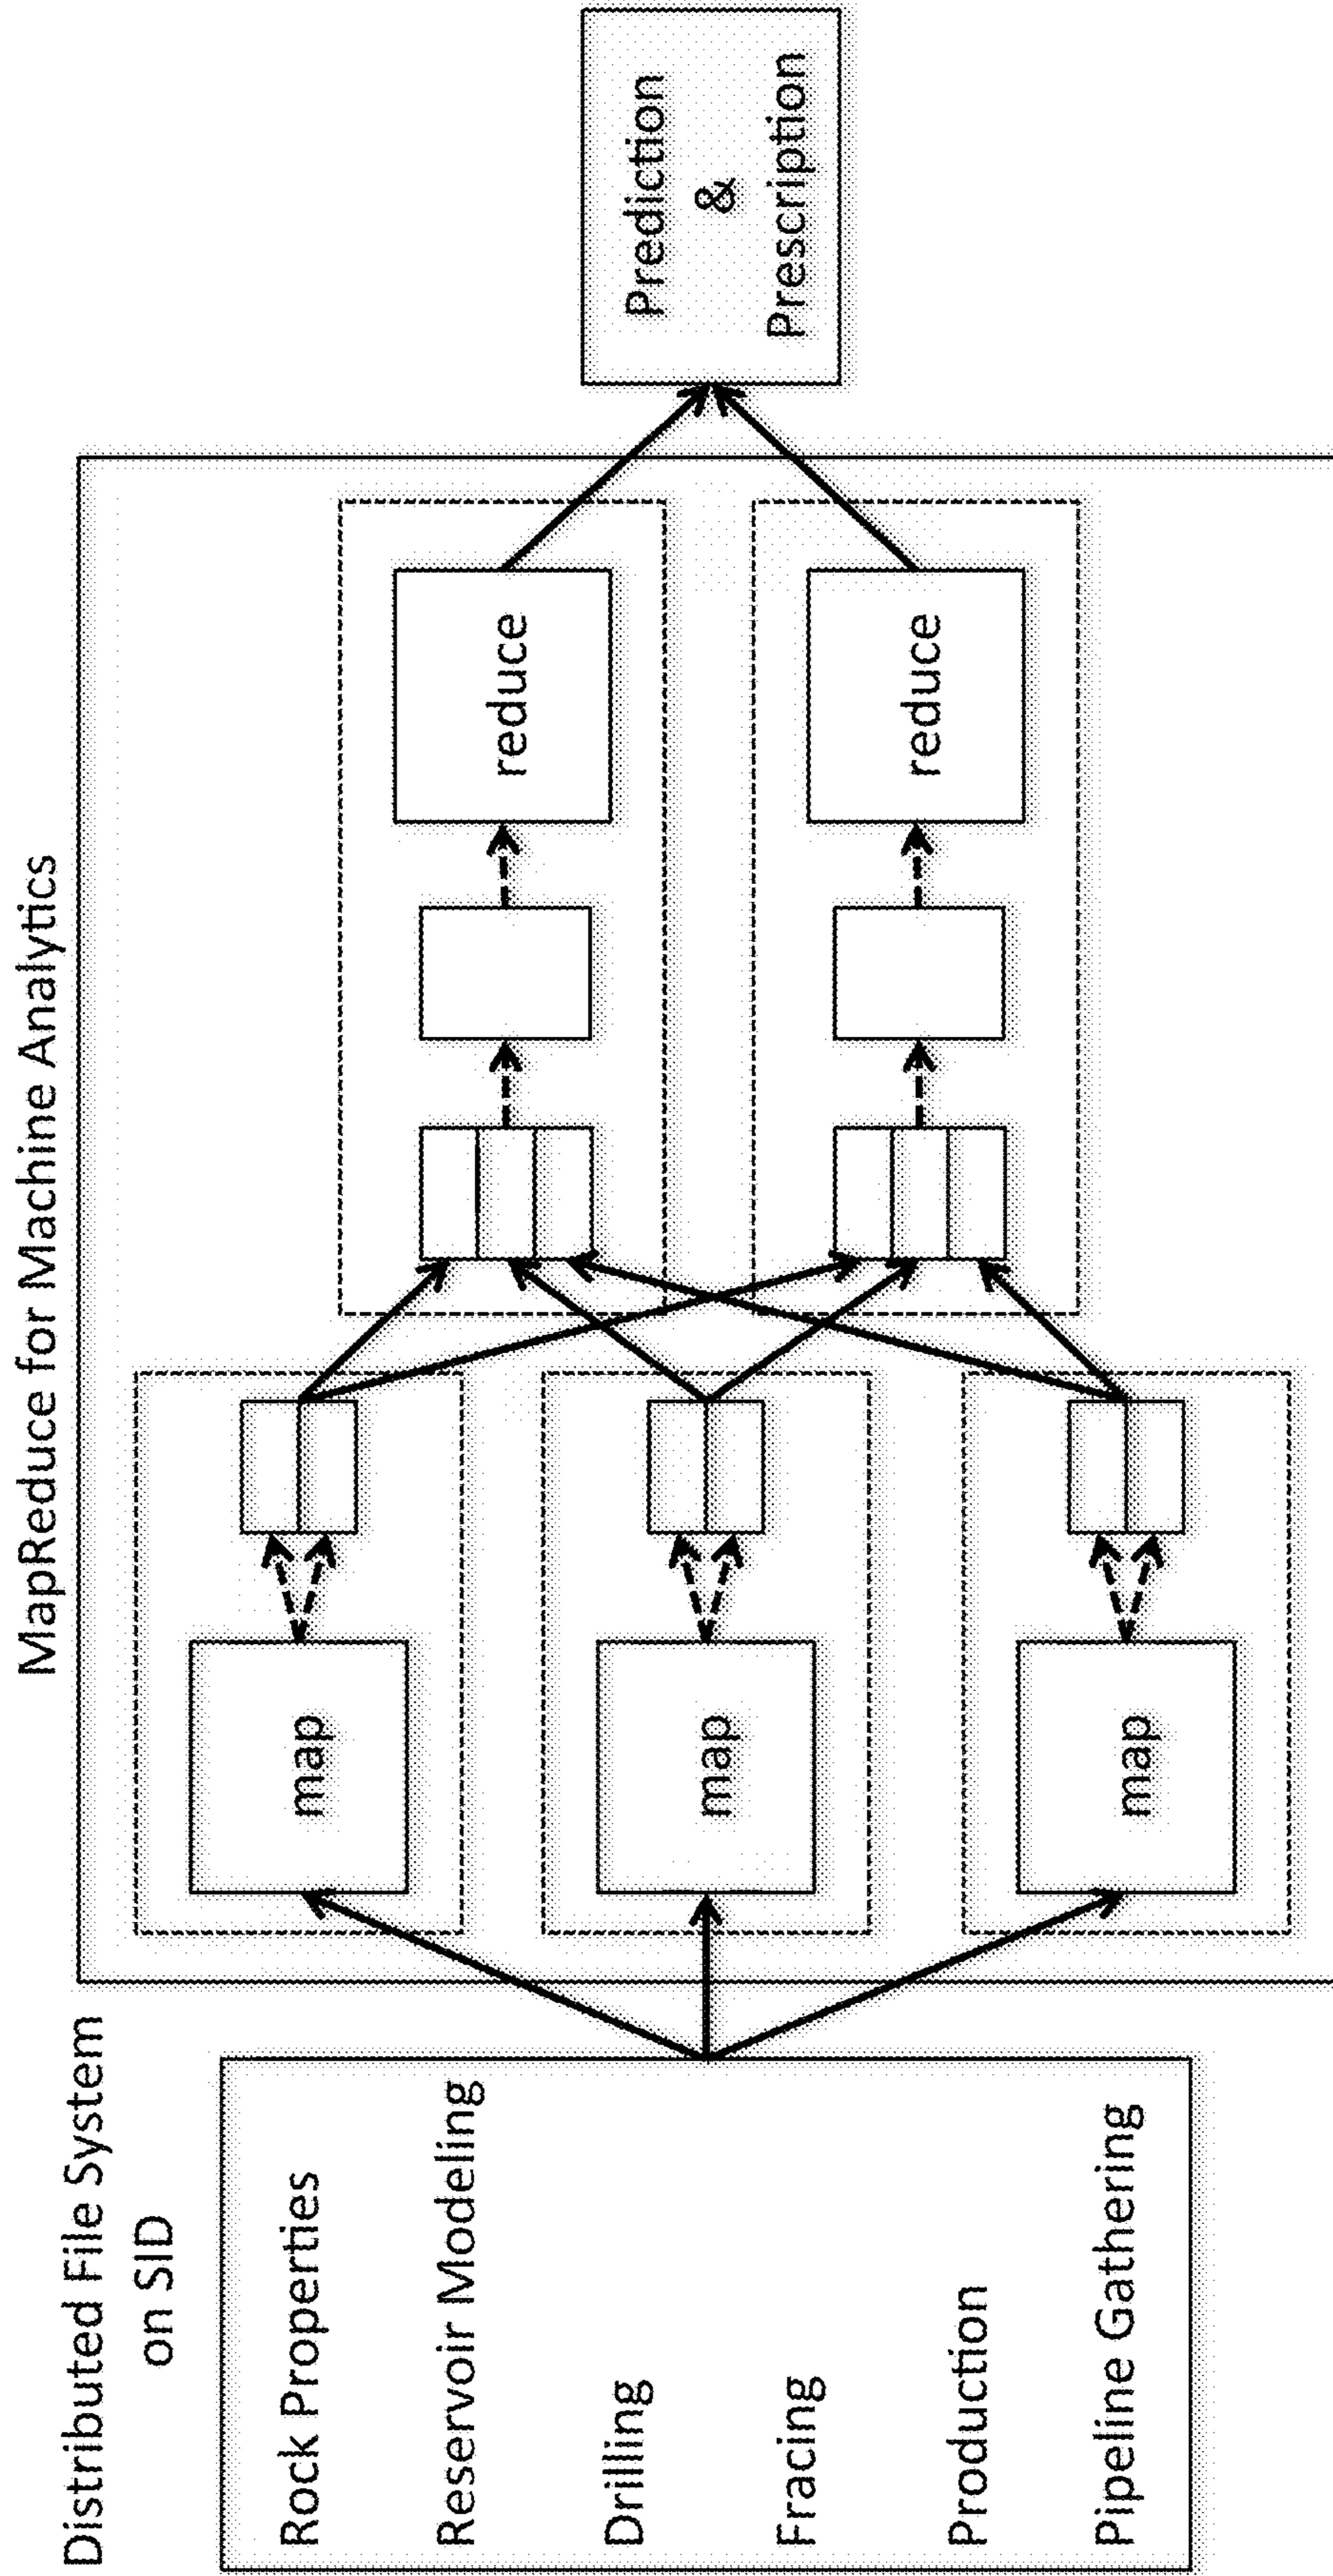 Distributed File System
on SID
Rock Properties
Reservoir Modeling
Drilling
Fracing
Production
Pipeline Gathering
MapReduce for Machine Analytics
map
map
map
reduce
reduce
Prediction
&
Prescription